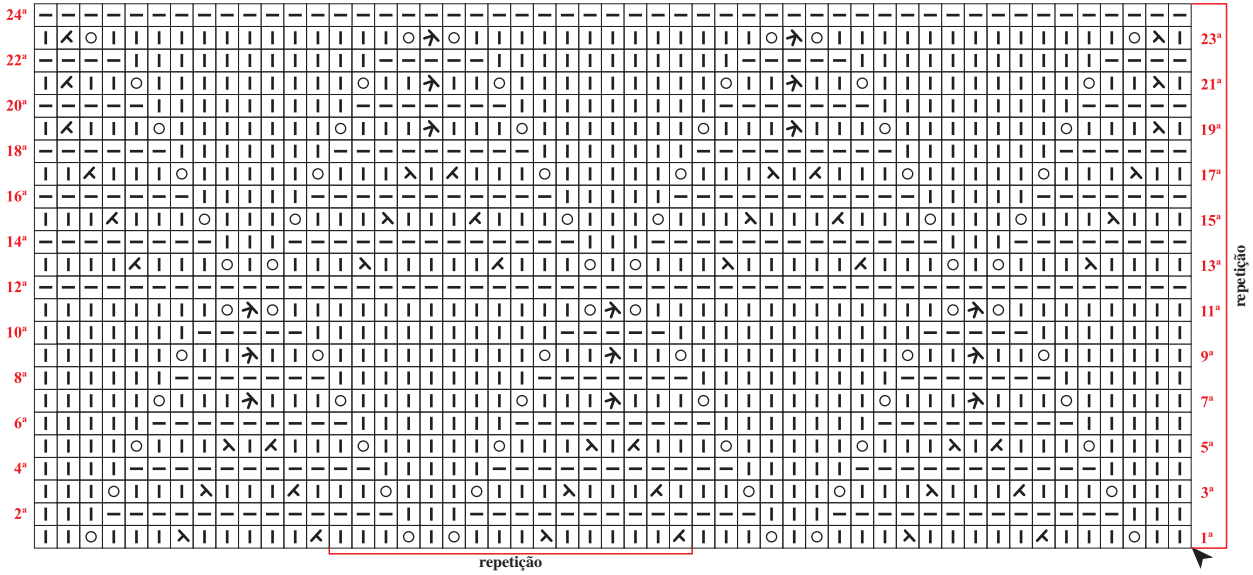 24ª
23ª
22ª
21ª
20ª
19ª
18ª
17ª
16ª
15ª
14ª
13ª
12ª
11ª
10ª
9ª
8ª
7ª
6ª
5ª
4ª
3ª
2ª
1ª
repetição
repetição